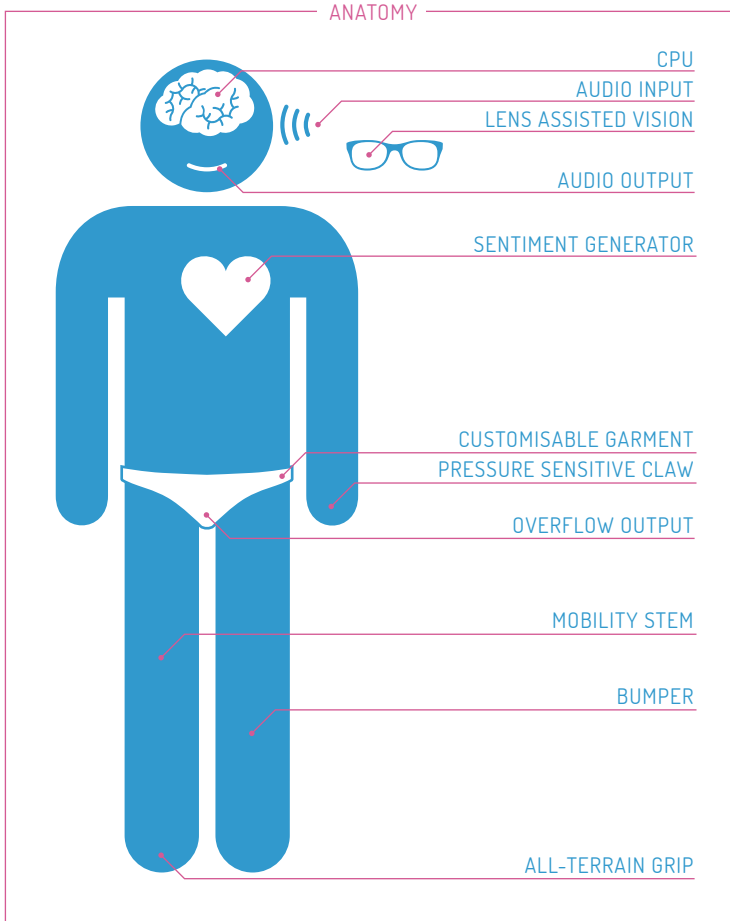 ANATOMY
CPU
AUDIO INPUT
LENS ASSISTED VISION
AUDIO OUTPUT
SENTIMENT GENERATOR
CUSTOMISABLE GARMENT
PRESSURE SENSITIVE CLAW
OVERFLOW OUTPUT
MOBILITY STEM
BUMPER
ALL-TERRAIN GRIP